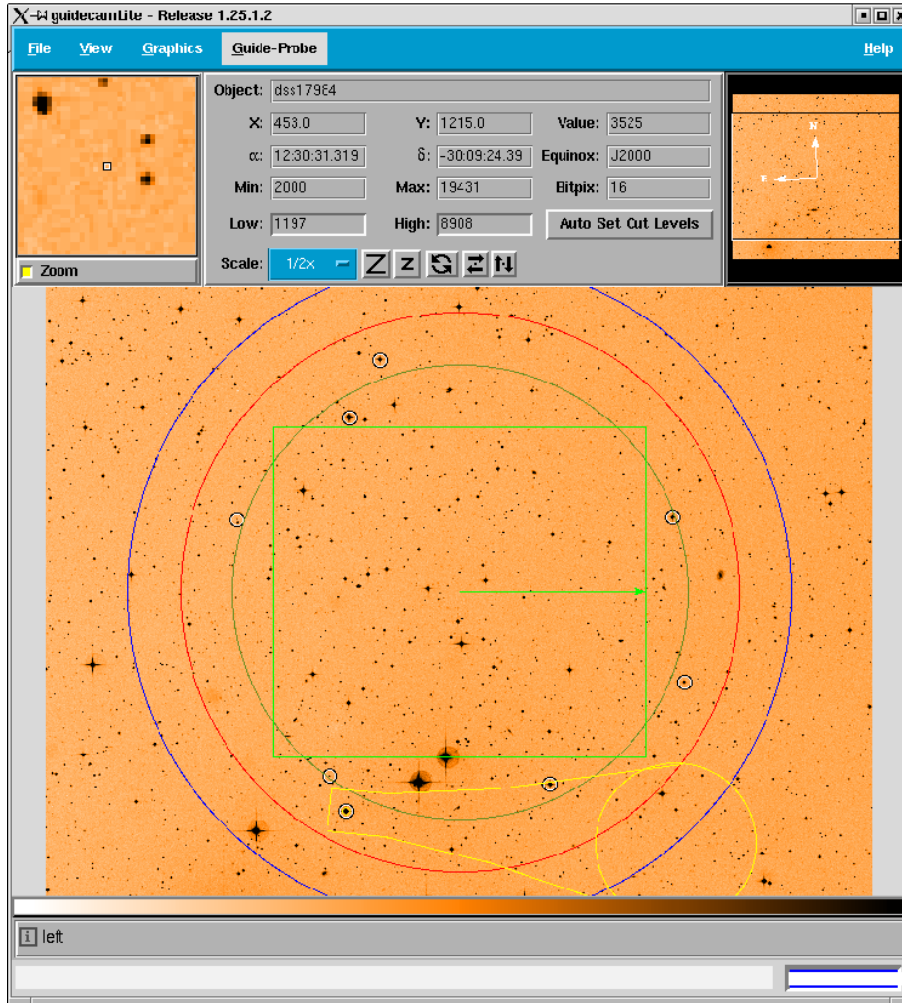 guidecamLite - Release 1.25.1.2
File View Graphics Guide-Probe Help
Object: dss17984
X: 453.0 Y: 1215.0 Value: 3525
α: 12:30:31.319 δ: -30:09:24.39 Equinox: J2000
Min: 2000 Max: 19431 Bitpix: 16
Low: 1197 High: 8908 Auto Set Cut Levels
Zoom
Scale: 1/2x Z z
N
E
left